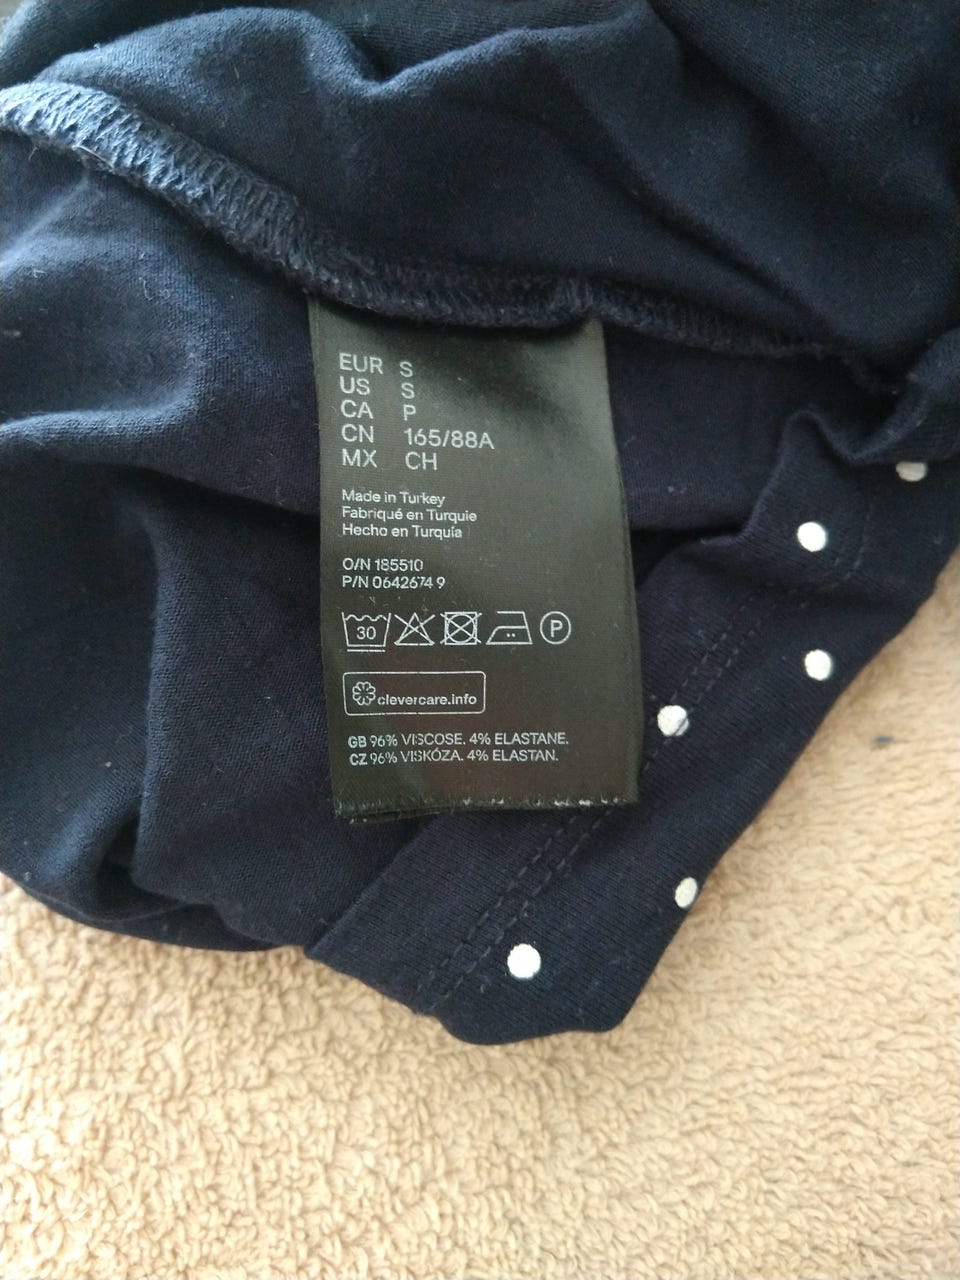 EUR S
US S
CA P
CN 165/88A
MX CH
Made in Turkey
Fabriqué en Turquie
Hecho en Turquía
O/N 185510
P/N 0642674 9
30 P
clevercare.info
GB 96% VISCOSE. 4% ELASTANE.
CZ 96% VISKÓZA. 4% ELASTAN.